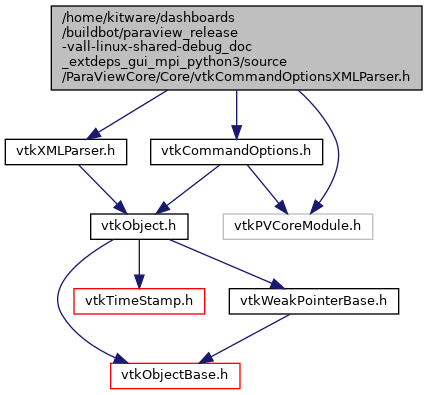 /home/kitware/dashboards
/buildbot/paraview_release
-vall-linux-shared-debug_doc
_extdeps_gui_mpi_python3/source
/ParaViewCore/Core/vtkCommandOptionsXMLParser.h
vtkXMLParser.h
vtkCommandOptions.h
vtkObject.h
vtkPVCoreModule.h
vtkTimeStamp.h
vtkWeakPointerBase.h
vtkObjectBase.h